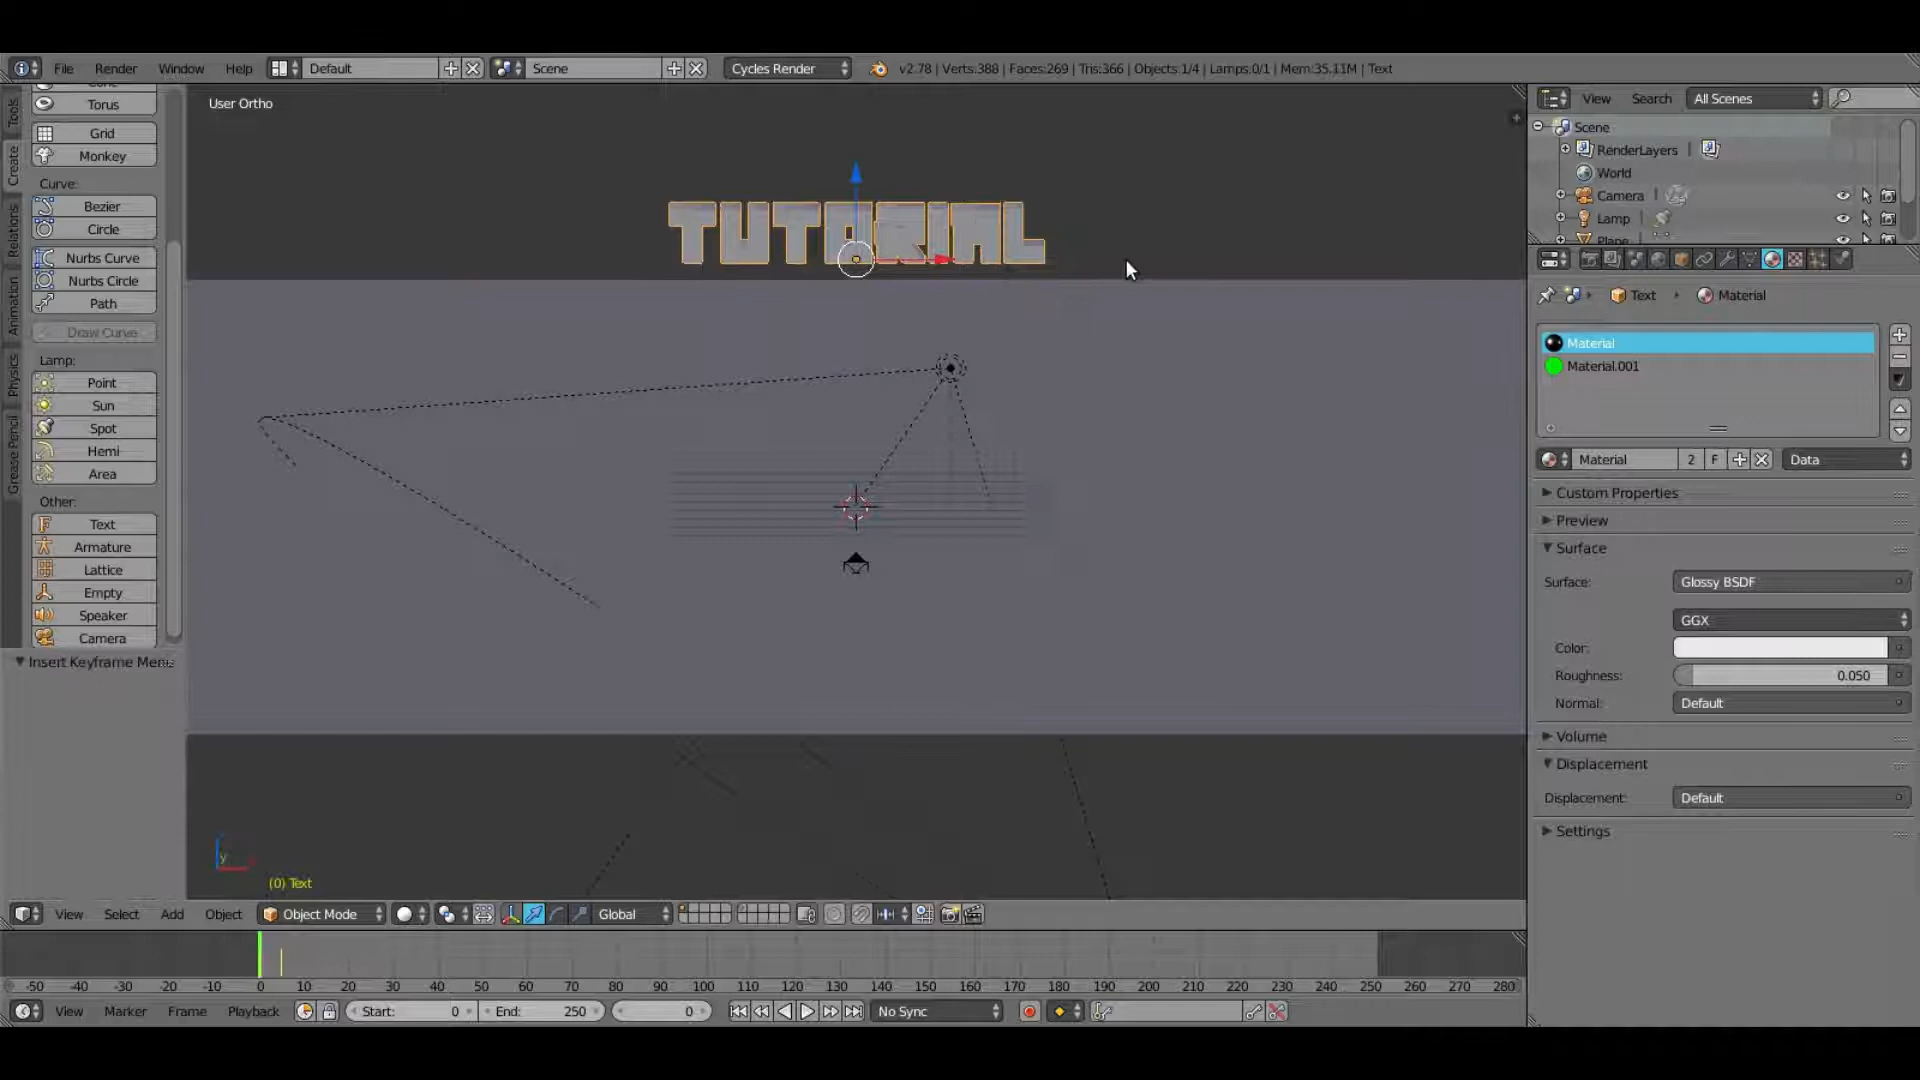 File Render Window Help Default Scene Cycles Render v2.78 | Verts:388 | Faces:269 | Tris:366 | Objects:1/4 | Lamps:0/1 | Mem:35.11M | Text
Tools
Create
Relations
Animation
Physics
Grease Pencil
Torus
Grid
Monkey
Curve:
Bezier
Circle
Nurbs Curve
Nurbs Circle
Path
Draw Curve
Lamp:
Point
Sun
Spot
Hemi
Area
Other:
Text
Armature
Lattice
Empty
Speaker
Camera
Insert Keyframe Menu
User Ortho
TUTORIAL
y
(0) Text
View Select Add Object Object Mode Global
-50 -40 -30 -20 -10 0 10 20 30 40 50 60 70 80 90 100 110 120 130 140 150 160 170 180 190 200 210 220 230 240 250 260 270 280
View Marker Frame Playback Start: 0 End: 250 0 No Sync
View Search All Scenes
Scene
RenderLayers
World
Camera
Lamp
Plane
Text Material
Material
Material.001
Material 2 F Data
Custom Properties
Preview
Surface
Surface: Glossy BSDF
GGX
Color:
Roughness: 0.050
Normal: Default
Volume
Displacement
Displacement: Default
Settings